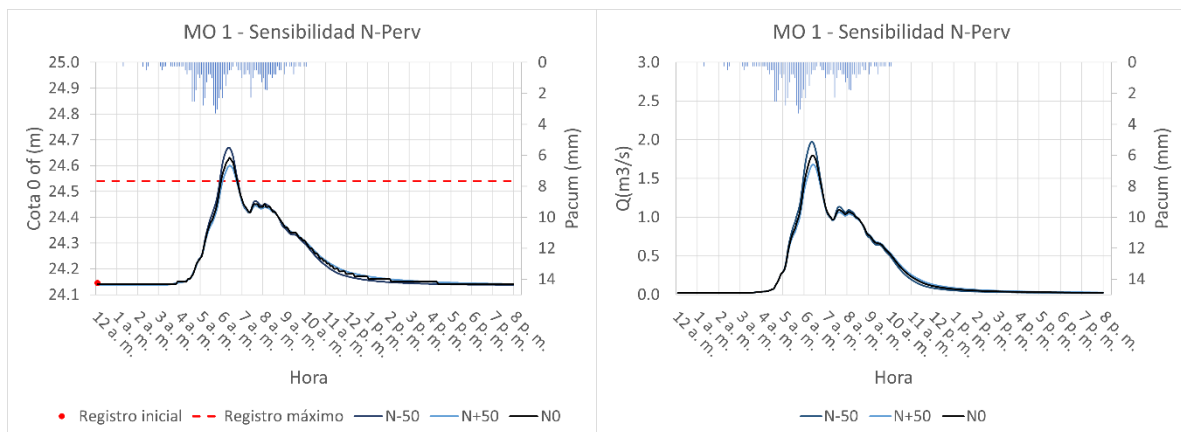 MO 1 - Sensibilidad N-Perv
25.0
24.9
24.8
24.7
24.6
24.5
24.4
24.3
24.2
24.1
Cota 0 of (m)
0
2
4
6
8
10
12
14
Pacum (mm)
12 a. m.
1 a. m.
2 a. m.
3 a. m.
4 a. m.
5 a. m.
6 a. m.
7 a. m.
8 a. m.
9 a. m.
10 a. m.
11 a. m.
12 p. m.
1 p. m.
2 p. m.
3 p. m.
4 p. m.
5 p. m.
6 p. m.
7 p. m.
8 p. m.
Hora
Registro inicial
Registro máximo
N-50
N+50
N0
MO 1 - Sensibilidad N-Perv
3.0
2.5
2.0
1.5
1.0
0.5
0.0
Q(m3/s)
0
2
4
6
8
10
12
14
Pacum (mm)
12 a. m.
1 a. m.
2 a. m.
3 a. m.
4 a. m.
5 a. m.
6 a. m.
7 a. m.
8 a. m.
9 a. m.
10 a. m.
11 a. m.
12 p. m.
1 p. m.
2 p. m.
3 p. m.
4 p. m.
5 p. m.
6 p. m.
7 p. m.
8 p. m.
Hora
N-50
N+50
N0